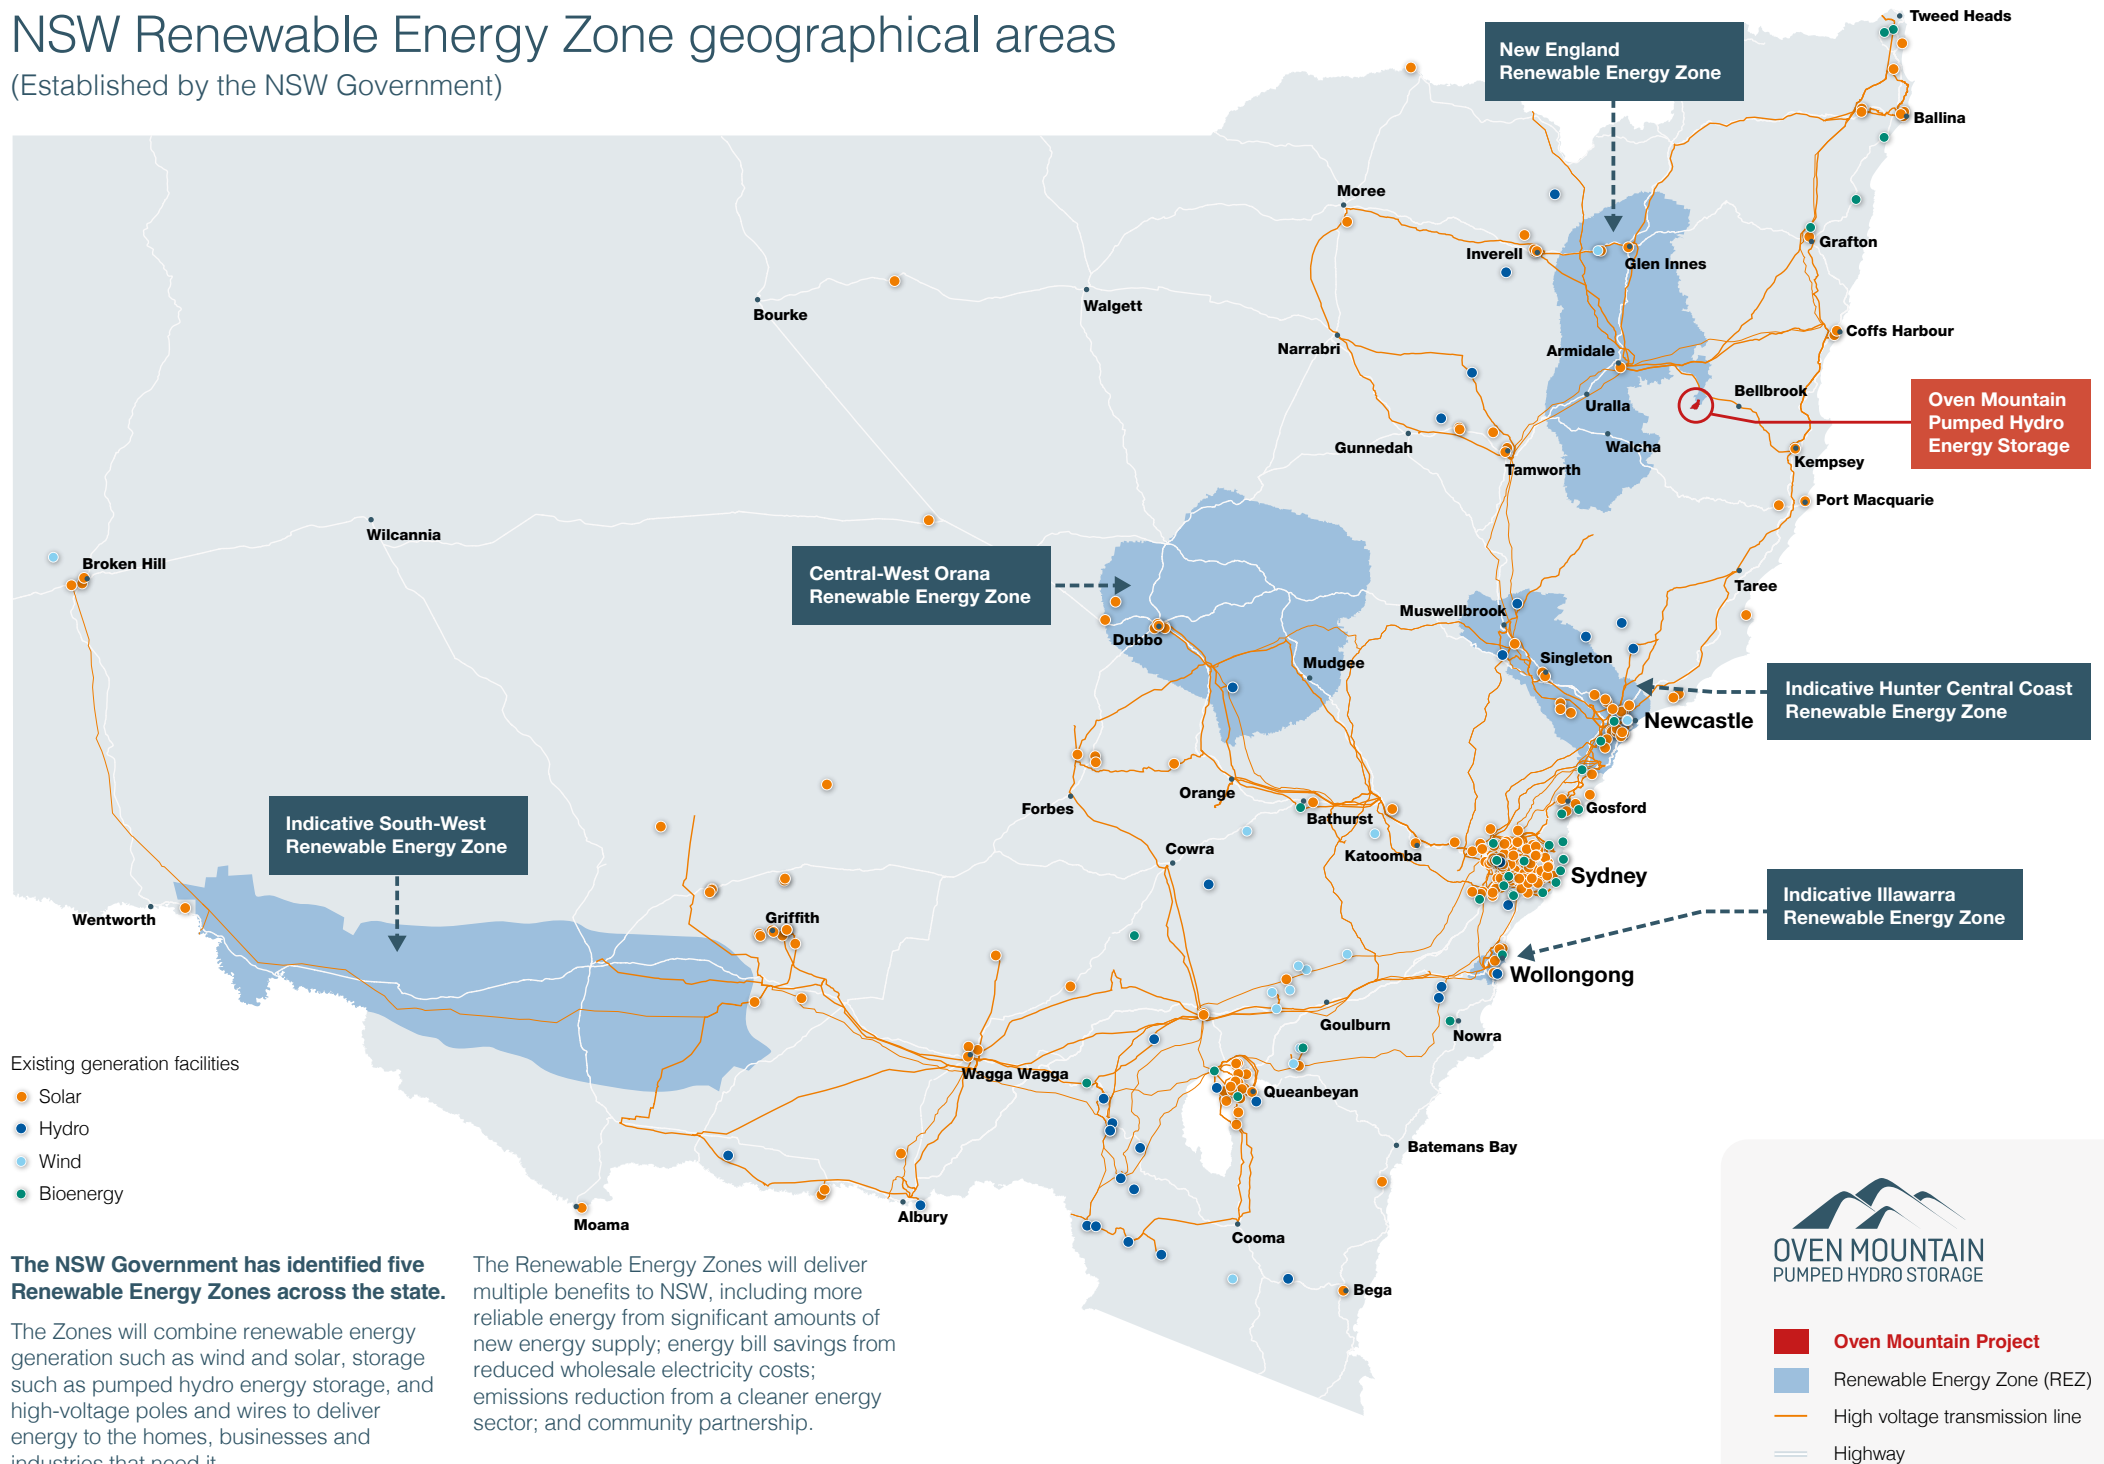 NSW Renewable Energy Zone geographical areas
(Established by the NSW Government)
New England
Renewable Energy Zone
Tweed Heads
Ballina
Moree
Inverell
Glen Innes
Grafton
Bourke
Walgett
Narrabri
Armidale
Coffs Harbour
Bellbrook
Uralla
Oven Mountain
Pumped Hydro
Energy Storage
Gunnedah
Walcha
Tamworth
Kempsey
Port Macquarie
Wilcannia
Broken Hill
Central-West Orana
Renewable Energy Zone
Taree
Muswellbrook
Dubbo
Mudgee
Singleton
Indicative Hunter Central Coast
Renewable Energy Zone
Newcastle
Orange
Forbes
Bathurst
Gosford
Indicative South-West
Renewable Energy Zone
Cowra
Katoomba
Sydney
Indicative Illawarra
Renewable Energy Zone
Wentworth
Griffith
Wollongong
Goulburn
Nowra
Wagga Wagga
Queanbeyan
Batemans Bay
Albury
Moama
Cooma
Bega
Existing generation facilities
Solar
Hydro
Wind
Bioenergy
The NSW Government has identified five
Renewable Energy Zones across the state.
The Zones will combine renewable energy
generation such as wind and solar, storage
such as pumped hydro energy storage, and
high-voltage poles and wires to deliver
energy to the homes, businesses and
industries that need it.
The Renewable Energy Zones will deliver
multiple benefits to NSW, including more
reliable energy from significant amounts of
new energy supply; energy bill savings from
reduced wholesale electricity costs;
emissions reduction from a cleaner energy
sector; and community partnership.
OVEN MOUNTAIN
PUMPED HYDRO STORAGE
Oven Mountain Project
Renewable Energy Zone (REZ)
High voltage transmission line
Highway